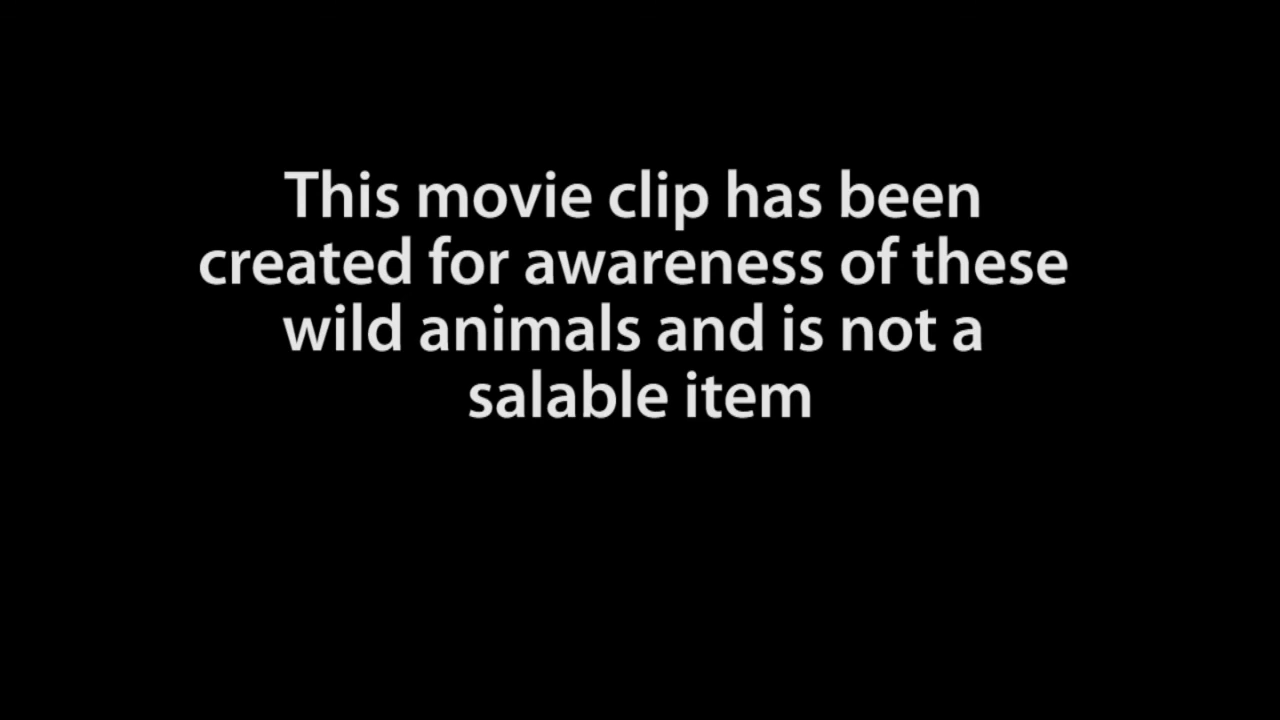 This movie clip has been
created for awareness of these
wild animals and is not a
salable item